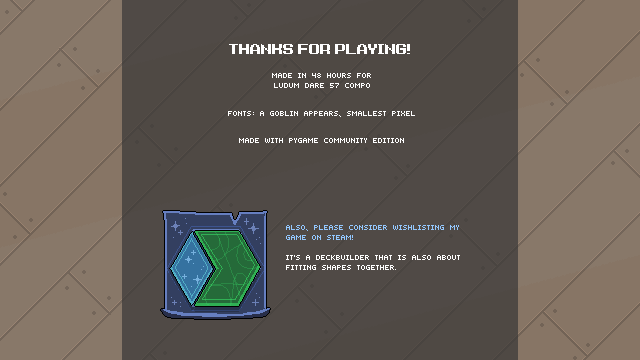 THANKS FOR PLAYING!
MADE IN 48 HOURS FOR
LUDUM DARE 57 COMPO
FONTS: A GOBLIN APPEARS, SMALLEST PIXEL
MADE WITH PYGAME COMMUNITY EDITION
ALSO, PLEASE CONSIDER WISHLISTING MY
GAME ON STEAM!
IT'S A DECKBUILDER THAT IS ALSO ABOUT
FITTING SHAPES TOGETHER.